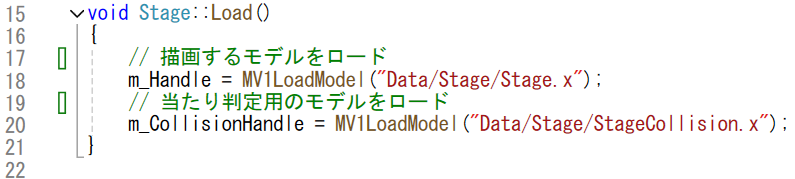 15 void Stage::Load()
16 {
17 // 描画するモデルをロード
18 m_Handle = MV1LoadModel("Data/Stage/Stage.x");
19 // 当たり判定用のモデルをロード
20 m_CollisionHandle = MV1LoadModel("Data/Stage/StageCollision.x");
21 }
22